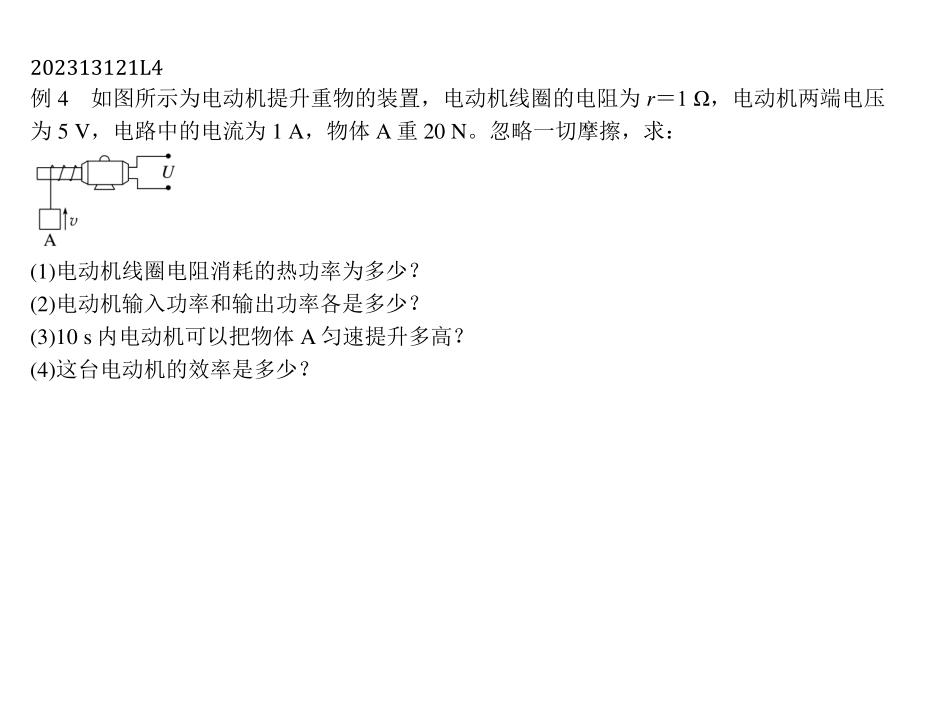 202313121L4
例 4　如图所示为电动机提升重物的装置，电动机线圈的电阻为 r＝1 Ω，电动机两端电压
为 5 V，电路中的电流为 1 A，物体 A 重 20 N。忽略一切摩擦，求：
U
v
A
(1)电动机线圈电阻消耗的热功率为多少？
(2)电动机输入功率和输出功率各是多少？
(3)10 s 内电动机可以把物体 A 匀速提升多高？
(4)这台电动机的效率是多少？